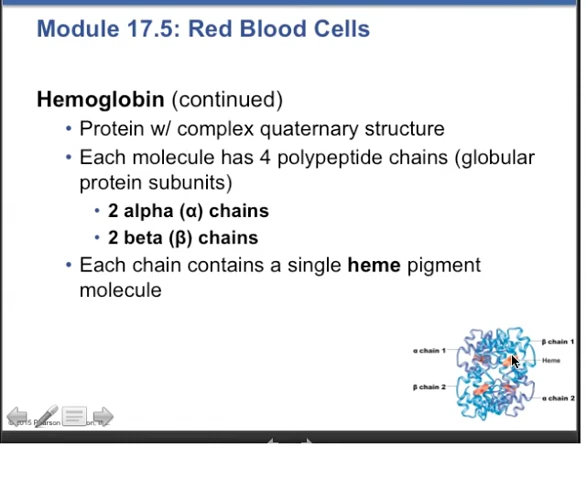 Module 17.5: Red Blood Cells
Hemoglobin (continued)
• Protein w/ complex quaternary structure
• Each molecule has 4 polypeptide chains (globular
protein subunits)
• 2 alpha (α) chains
• 2 beta (β) chains
• Each chain contains a single heme pigment
molecule
α chain 1
β chain 1
Heme
β chain 2
α chain 2
2015